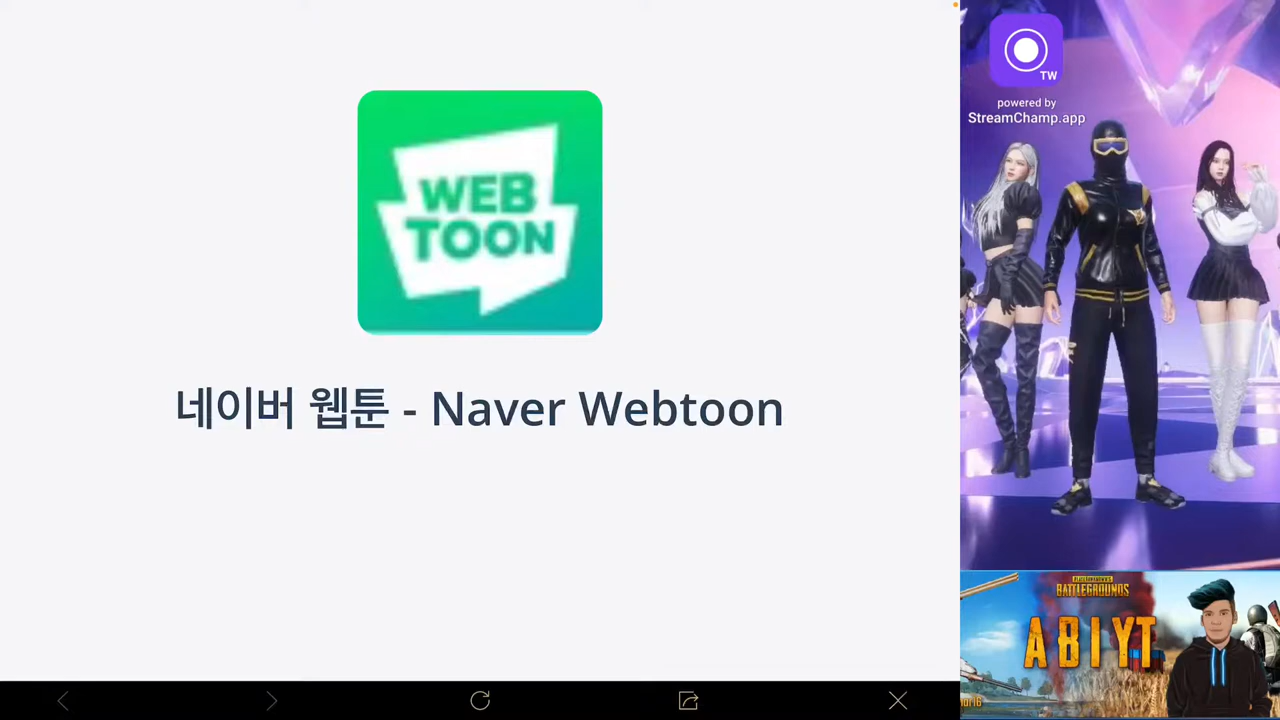 WEB
TOON
네이버 웹툰 - Naver Webtoon
TW
powered by
StreamChamp.app
BATTLEGROUNDS
ABIYT